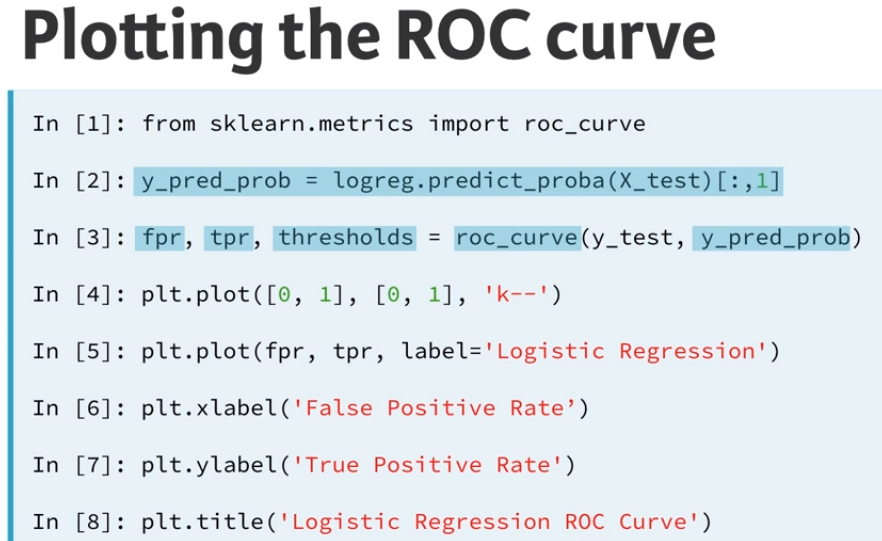 Plotting the ROC curve
In [1]: from sklearn.metrics import roc_curve
In [2]: y_pred_prob = logreg.predict_proba(X_test)[:,1]
In [3]: fpr, tpr, thresholds = roc_curve(y_test, y_pred_prob)
In [4]: plt.plot([0, 1], [0, 1], 'k--')
In [5]: plt.plot(fpr, tpr, label='Logistic Regression')
In [6]: plt.xlabel('False Positive Rate’)
In [7]: plt.ylabel('True Positive Rate')
In [8]: plt.title('Logistic Regression ROC Curve')